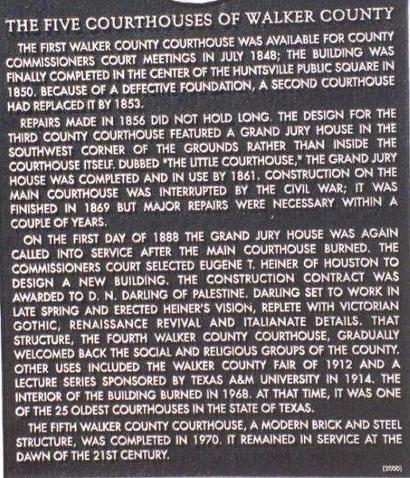 THE FIVE COURTHOUSES OF WALKER COUNTY
THE FIRST WALKER COUNTY COURTHOUSE WAS AVAILABLE FOR COUNTY
COMMISSIONERS COURT MEETINGS IN JULY 1848; THE BUILDING WAS
FINALLY COMPLETED IN THE CENTER OF THE HUNTSVILLE PUBLIC SQUARE IN
1850. BECAUSE OF A DEFECTIVE FOUNDATION, A SECOND COURTHOUSE
HAD REPLACED IT BY 1853.
REPAIRS MADE IN 1856 DID NOT HOLD LONG. THE DESIGN FOR THE
THIRD COUNTY COURTHOUSE FEATURED A GRAND JURY HOUSE IN THE
SOUTHWEST CORNER OF THE GROUNDS RATHER THAN INSIDE THE
COURTHOUSE ITSELF. DUBBED "THE LITTLE COURTHOUSE," THE GRAND JURY
HOUSE WAS COMPLETED AND IN USE BY 1861. CONSTRUCTION ON THE
MAIN COURTHOUSE WAS INTERRUPTED BY THE CIVIL WAR; IT WAS
FINISHED IN 1869 BUT MAJOR REPAIRS WERE NECESSARY WITHIN A
COUPLE OF YEARS.
ON THE FIRST DAY OF 1888 THE GRAND JURY HOUSE WAS AGAIN
CALLED INTO SERVICE AFTER THE MAIN COURTHOUSE BURNED. THE
COMMISSIONERS COURT SELECTED EUGENE T. HEINER OF HOUSTON TO
DESIGN A NEW BUILDING. THE CONSTRUCTION CONTRACT WAS
AWARDED TO D. N. DARLING OF PALESTINE. DARLING SET TO WORK IN
LATE SPRING AND ERECTED HEINER'S VISION, REPLETE WITH VICTORIAN
GOTHIC, RENAISSANCE REVIVAL AND ITALIANATE DETAILS. THAT
STRUCTURE, THE FOURTH WALKER COUNTY COURTHOUSE, GRADUALLY
WELCOMED BACK THE SOCIAL AND RELIGIOUS GROUPS OF THE COUNTY.
OTHER USES INCLUDED THE WALKER COUNTY FAIR OF 1912 AND A
LECTURE SERIES SPONSORED BY TEXAS A&M UNIVERSITY IN 1914. THE
INTERIOR OF THE BUILDING BURNED IN 1968. AT THAT TIME, IT WAS ONE
OF THE 25 OLDEST COURTHOUSES IN THE STATE OF TEXAS.
THE FIFTH WALKER COUNTY COURTHOUSE, A MODERN BRICK AND STEEL
STRUCTURE, WAS COMPLETED IN 1970. IT REMAINED IN SERVICE AT THE
DAWN OF THE 21ST CENTURY.
(2000)